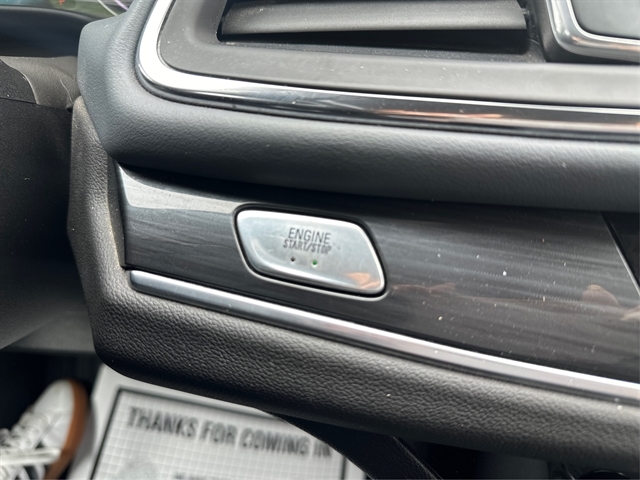 ENGINE
START/STOP
THANKS FOR COMING IN